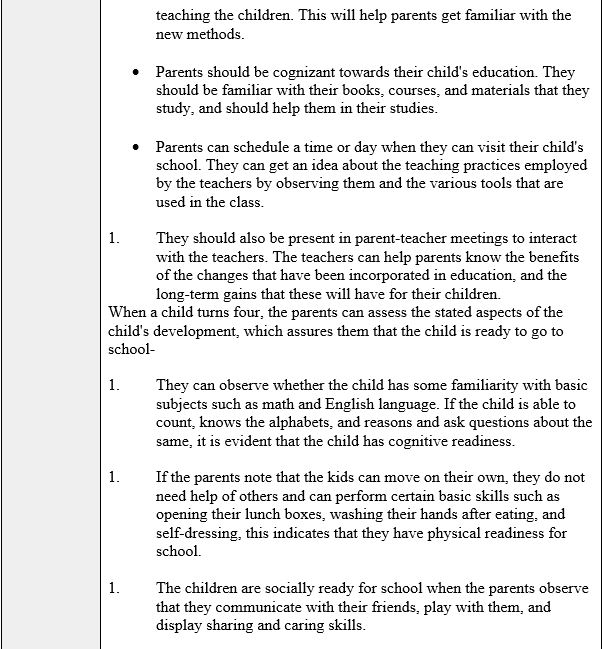 teaching the children. This will help parents get familiar with the
new methods.
• Parents should be cognizant towards their child's education. They
should be familiar with their books, courses, and materials that they
study, and should help them in their studies.
• Parents can schedule a time or day when they can visit their child's
school. They can get an idea about the teaching practices employed
by the teachers by observing them and the various tools that are
used in the class.
1. They should also be present in parent-teacher meetings to interact
with the teachers. The teachers can help parents know the benefits
of the changes that have been incorporated in education, and the
long-term gains that these will have for their children.
When a child turns four, the parents can assess the stated aspects of the
child's development, which assures them that the child is ready to go to
school-
1. They can observe whether the child has some familiarity with basic
subjects such as math and English language. If the child is able to
count, knows the alphabets, and reasons and ask questions about the
same, it is evident that the child has cognitive readiness.
1. If the parents note that the kids can move on their own, they do not
need help of others and can perform certain basic skills such as
opening their lunch boxes, washing their hands after eating, and
self-dressing, this indicates that they have physical readiness for
school.
1. The children are socially ready for school when the parents observe
that they communicate with their friends, play with them, and
display sharing and caring skills.